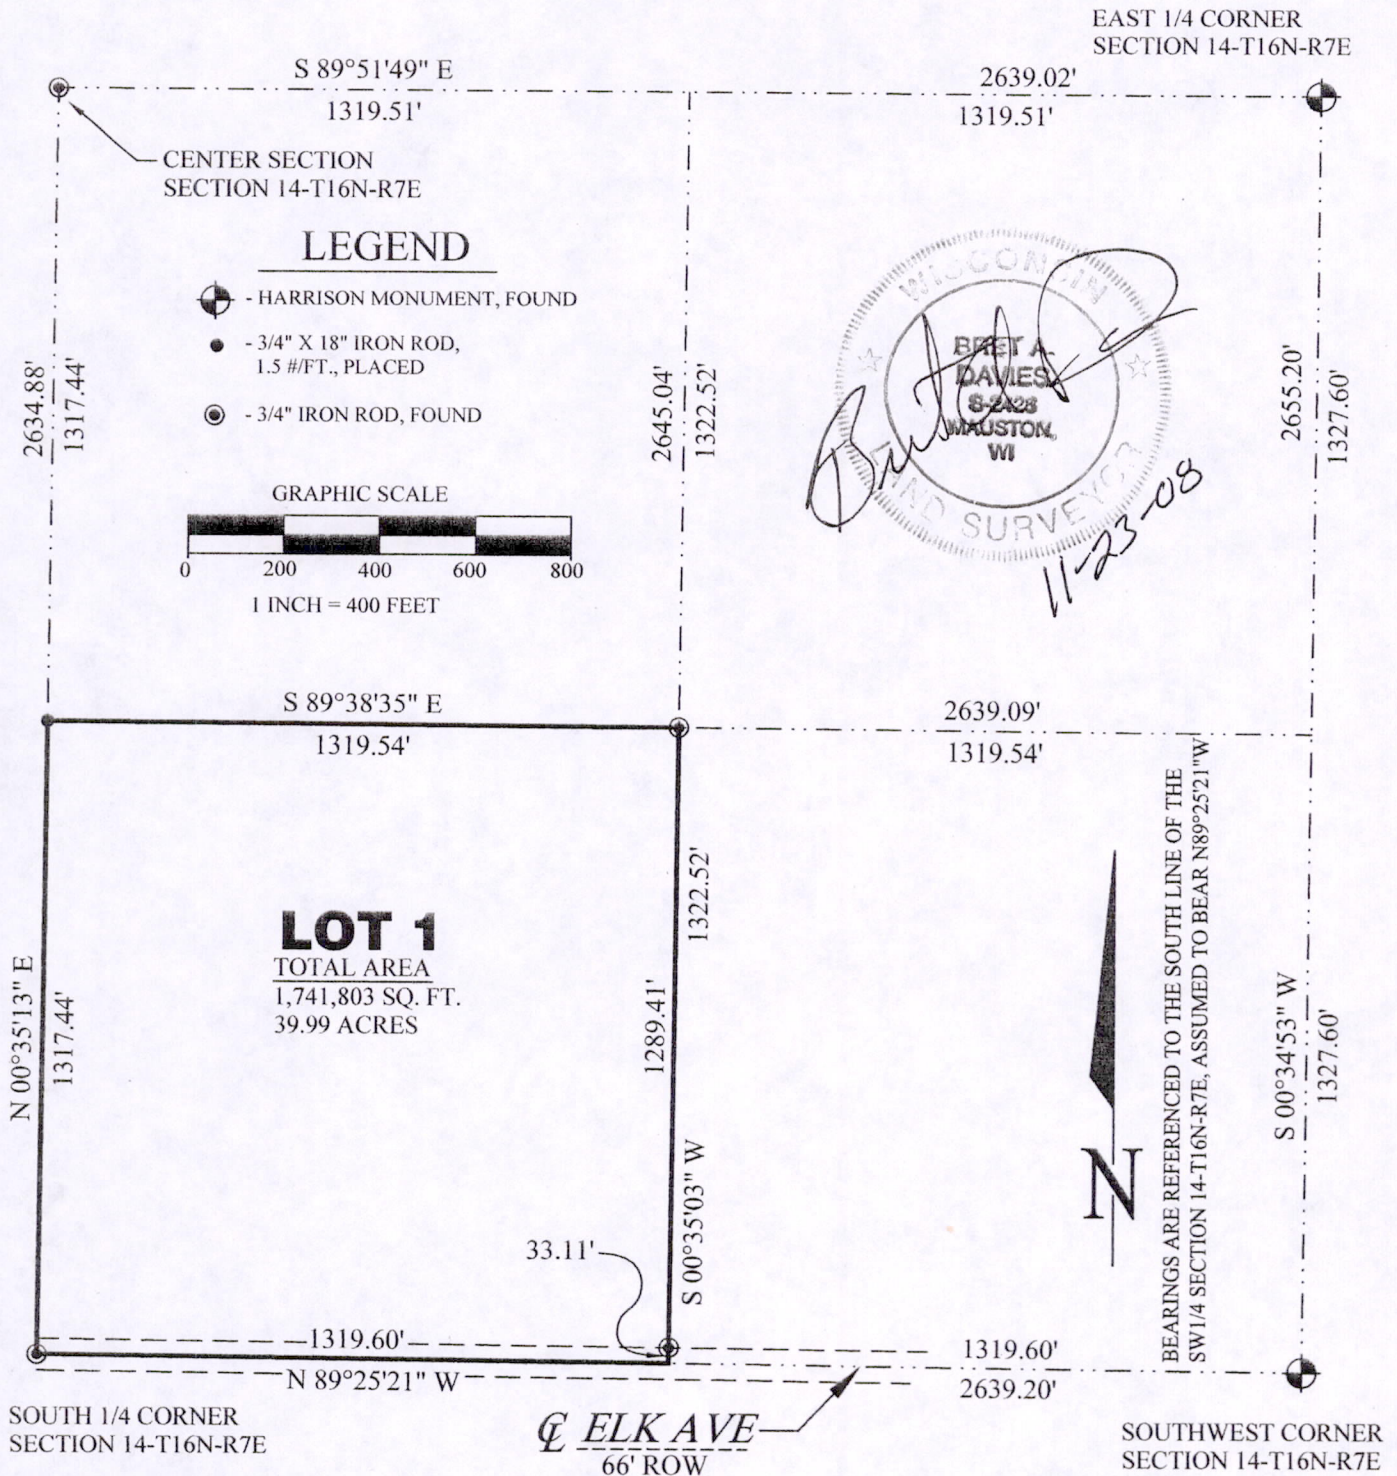 EAST 1/4 CORNER
SECTION 14-T16N-R7E
S 89°51'49" E
1319.51'
2639.02'
1319.51'
CENTER SECTION
SECTION 14-T16N-R7E
LEGEND
- HARRISON MONUMENT, FOUND
- 3/4" X 18" IRON ROD,
1.5 #/FT., PLACED
- 3/4" IRON ROD, FOUND
GRAPHIC SCALE
0 200 400 600 800
1 INCH = 400 FEET
2634.88'
1317.44'
2645.04'
1322.52'
2655.20'
1327.60'
WISCONSIN
BRET A.
DAVIES
S-2428
MAUSTON,
WI
LAND SURVEYOR
11-23-08
S 89°38'35" E
1319.54'
2639.09'
1319.54'
LOT 1
TOTAL AREA
1,741,803 SQ. FT.
39.99 ACRES
N 00°35'13" E
1317.44'
1322.52'
1289.41'
S 00°35'03" W
33.11'
N
BEARINGS ARE REFERENCED TO THE SOUTH LINE OF THE
SW1/4 SECTION 14-T16N-R7E, ASSUMED TO BEAR N89°25'21"W
S 00°34'53" W
1327.60'
1319.60'
N 89°25'21" W
1319.60'
2639.20'
SOUTH 1/4 CORNER
SECTION 14-T16N-R7E
℄ ELK AVE
66' ROW
SOUTHWEST CORNER
SECTION 14-T16N-R7E